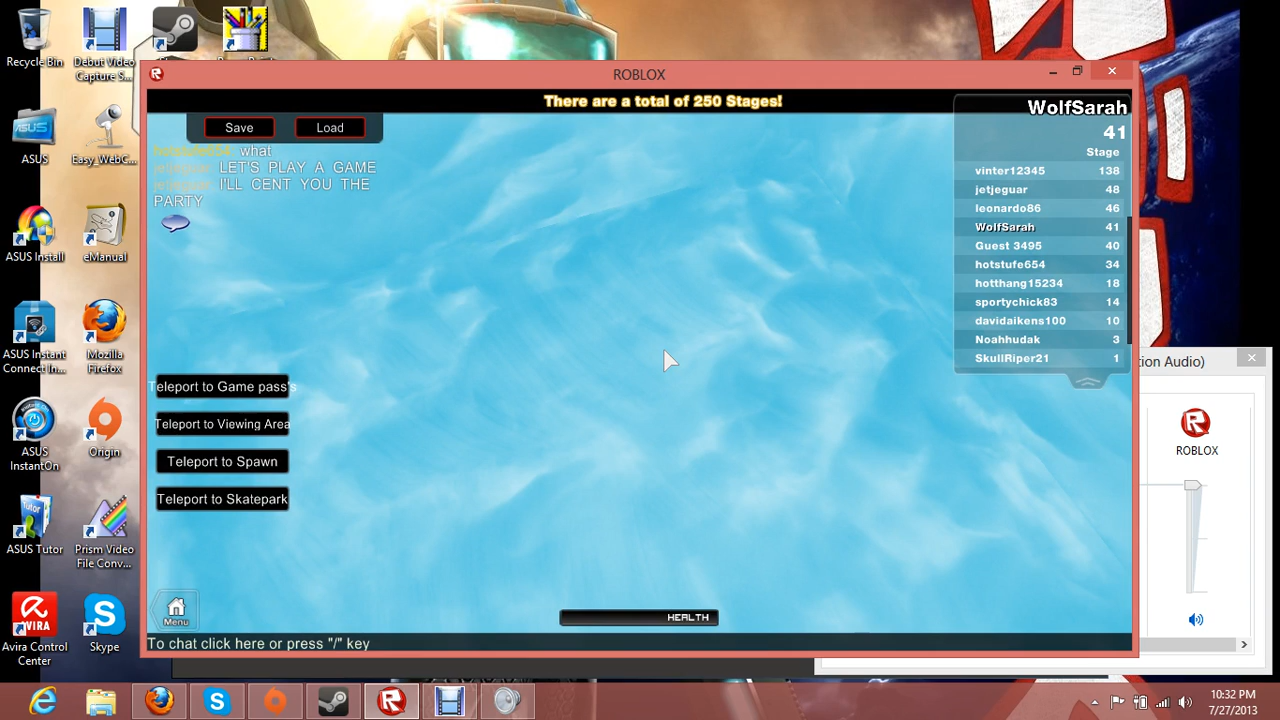 Recycle Bin
Debut Video
Capture S...
ASUS
Easy_WebC...
ASUS Install
eManual
ASUS Instant
Connect In...
Mozilla
Firefox
ASUS
InstantOn
Origin
ASUS Tutor
Prism Video
File Conv...
Avira Control
Center
Skype
ROBLOX
There are a total of 250 Stages!
Save
Load
hotstufe654: what
jetjeguar: LET'S PLAY A GAME
jetjeguar: I'LL CENT YOU THE
PARTY
WolfSarah
41
Stage
vinter12345 138
jetjeguar 48
leonardo86 46
WolfSarah 41
Guest 3495 40
hotstufe654 34
hotthang15234 18
sportychick83 14
davidaikens100 10
Noahhudak 3
SkullRiper21 1
Teleport to Game pass's
Teleport to Viewing Area
Teleport to Spawn
Teleport to Skatepark
Menu
HEALTH
To chat click here or press "/" key
tion Audio)
ROBLOX
10:32 PM
7/27/2013